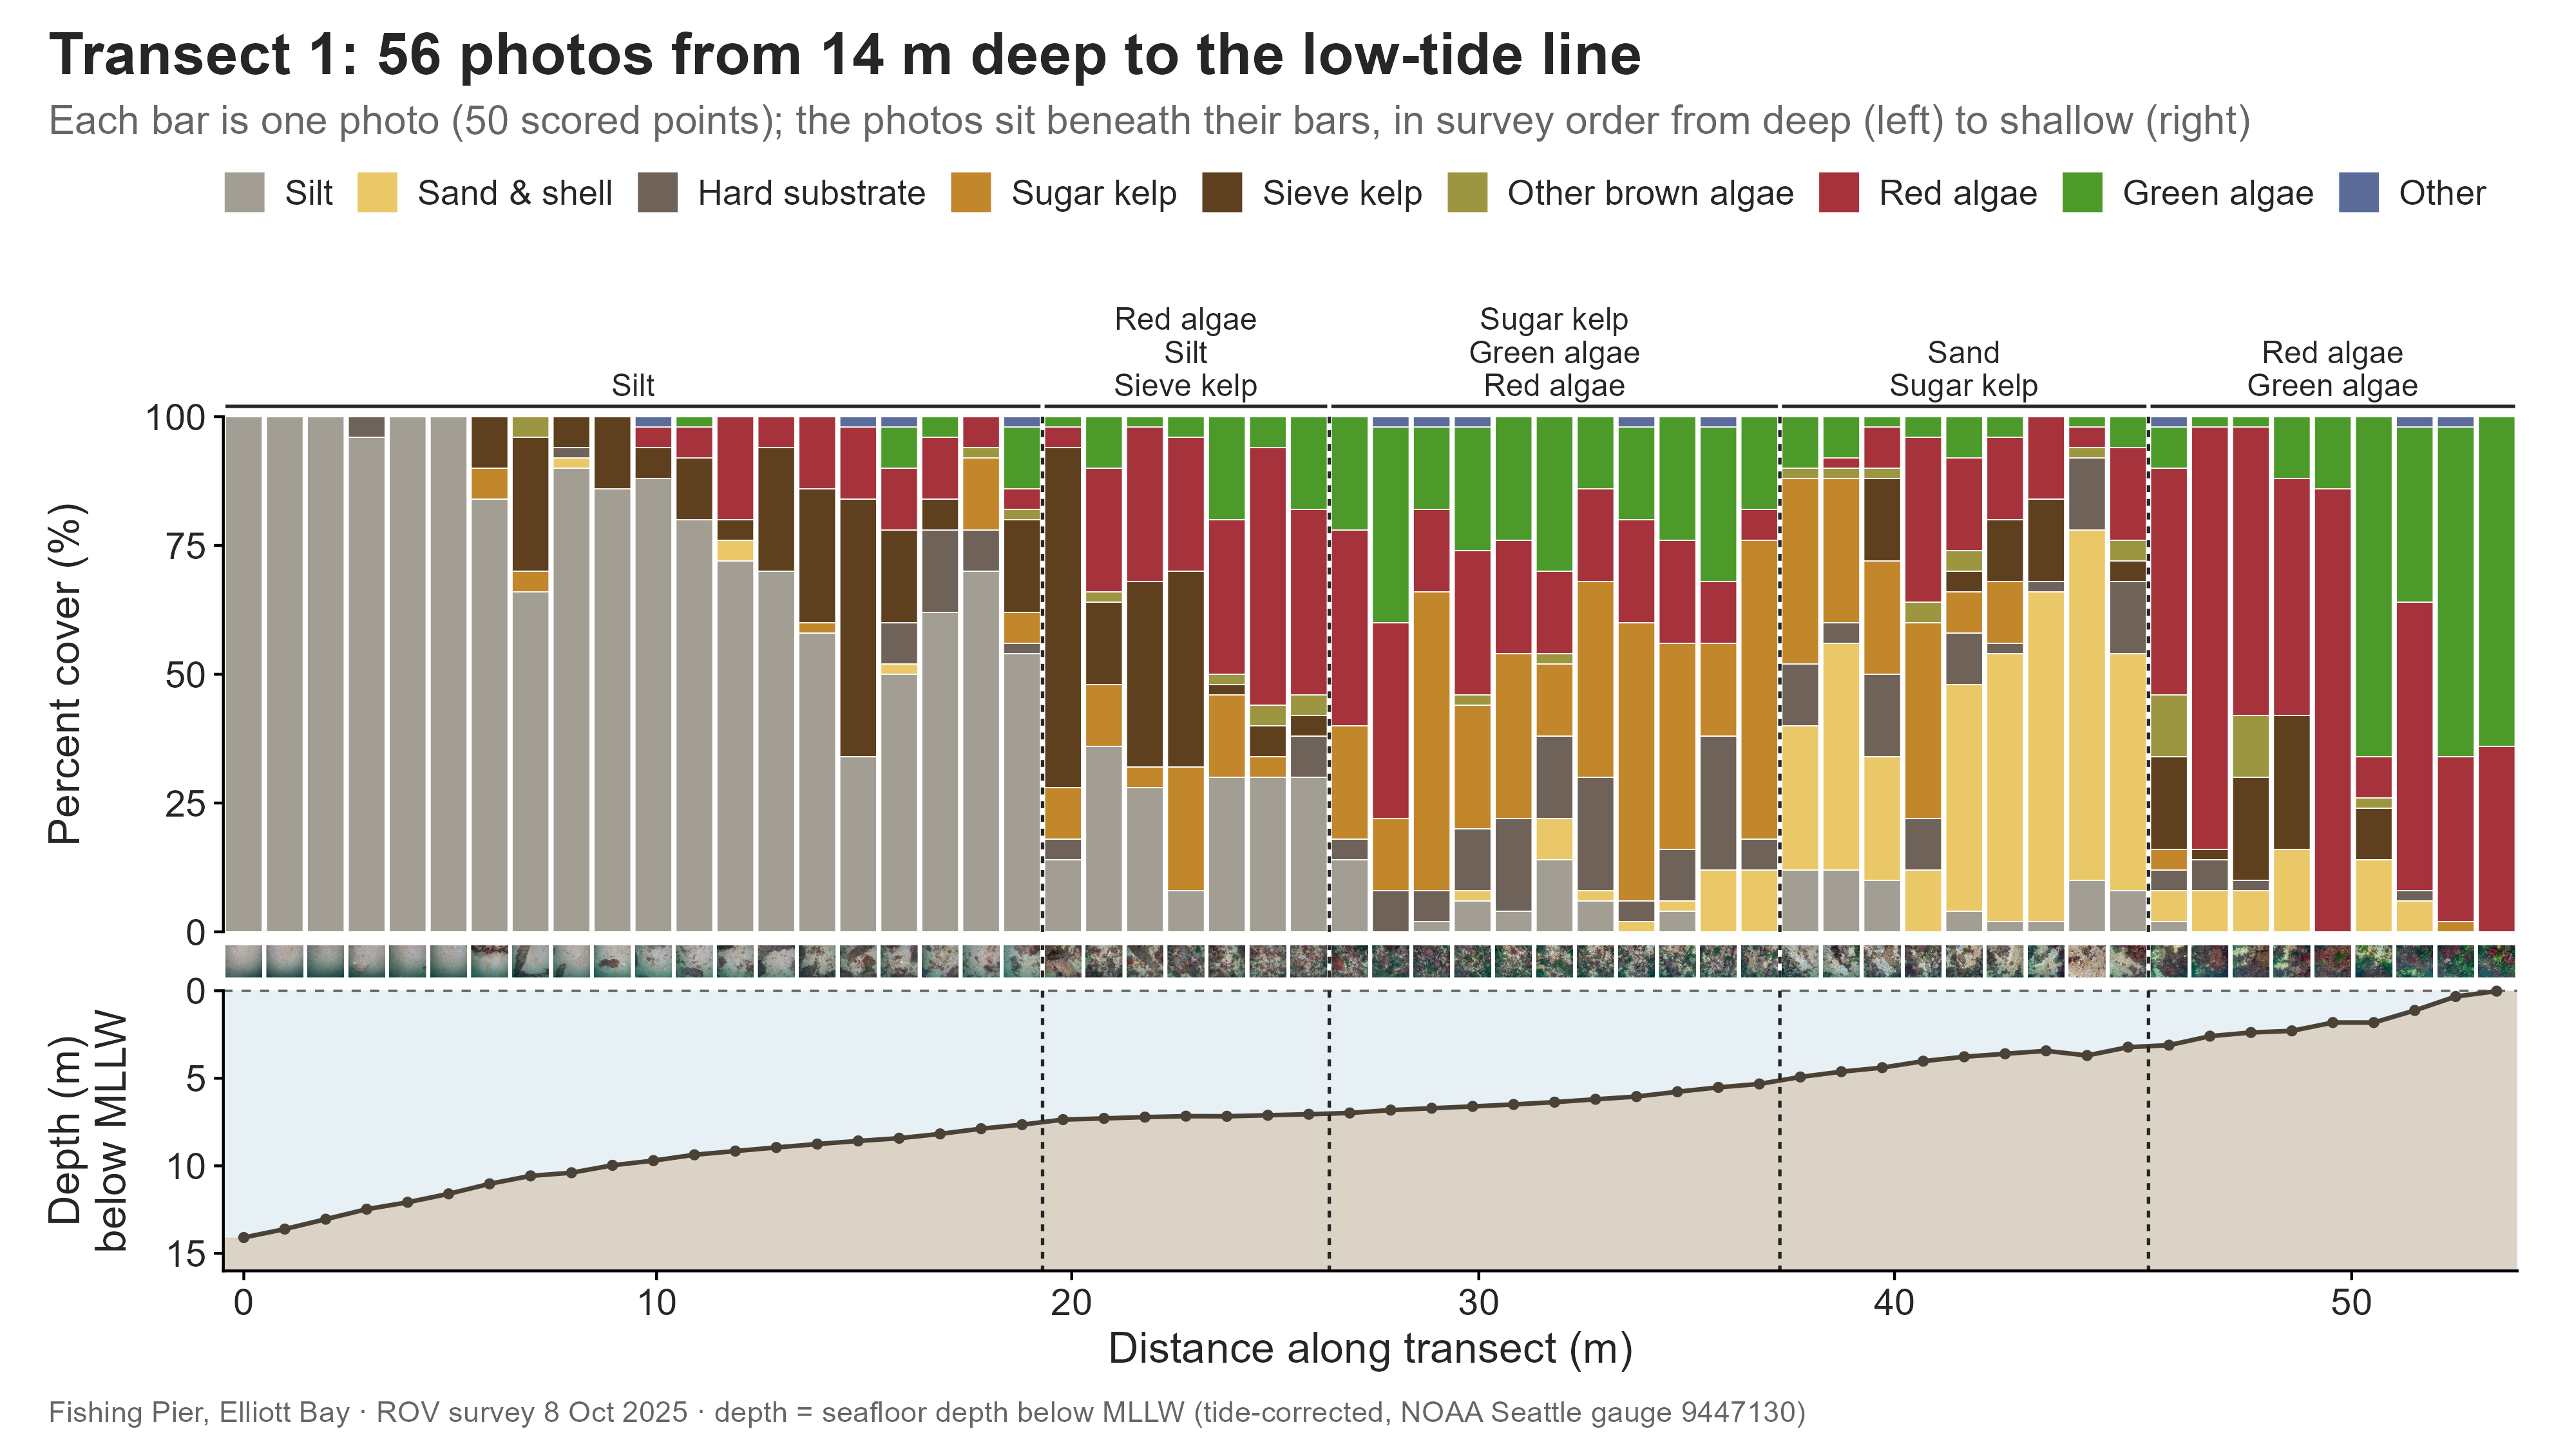 Transect 1: 56 photos from 14 m deep to the low-tide line
Each bar is one photo (50 scored points); the photos sit beneath their bars, in survey order from deep (left) to shallow (right)
Silt Sand & shell Hard substrate Sugar kelp Sieve kelp Other brown algae Red algae Green algae Other
Silt
Red algae
Silt
Sieve kelp
Sugar kelp
Green algae
Red algae
Sand
Sugar kelp
Red algae
Green algae
Percent cover (%)
100
75
50
25
0
Depth (m)
below MLLW
0
5
10
15
0 10 20 30 40 50
Distance along transect (m)
Fishing Pier, Elliott Bay · ROV survey 8 Oct 2025 · depth = seafloor depth below MLLW (tide-corrected, NOAA Seattle gauge 9447130)